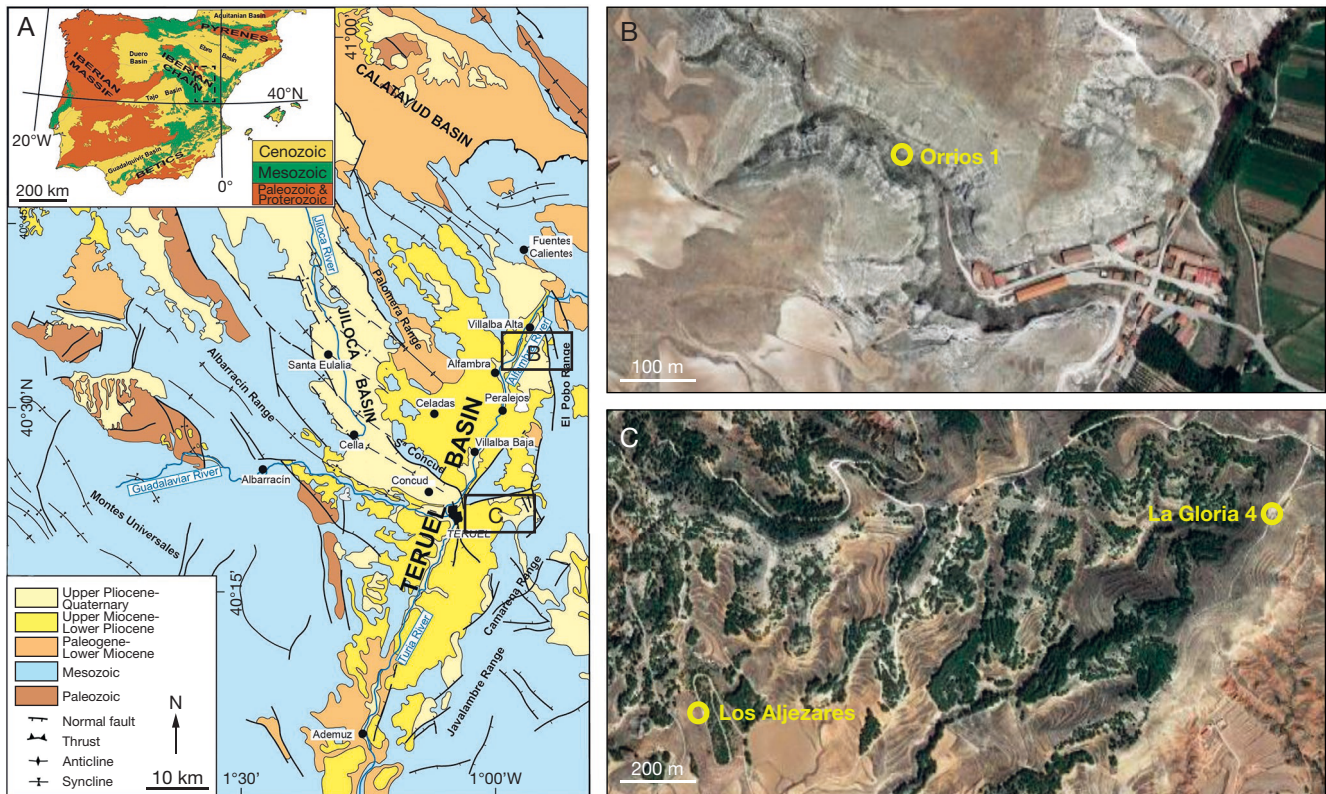 A
Aquitanian Basin
PYRENES
Duero
Basin
Ebro
Basin
IBERIAN
CHAIN
IBERIAN
MASSIF
Tajo Basin
40°N
20°W
Guadalquivir Basin
BETICS
0°
200 km
Cenozoic
Mesozoic
Paleozoic &
Proterozoic
41°00'
CALATAYUD BASIN
40°45'
Jiloca River
Fuentes
Calientes
Palomera Range
Villalba Alta
B
Alfambra River
JILOCA
BASIN
Santa Eulalia
Alfambra
El Pobo Range
Albarracín Range
40°30'N
Celadas
Peralejos
Cella
Sª Concud
Villalba Baja
TERUEL
BASIN
Guadalaviar River
Albarracín
Concud
C
TERUEL
Montes Universales
40°15'
Camarena Range
Turia River
Javalambre Range
Ademuz
1°30'
1°00'W
Upper Pliocene-
Quaternary
Upper Miocene-
Lower Pliocene
Paleogene-
Lower Miocene
Mesozoic
Paleozoic
Normal fault
Thrust
Anticline
Syncline
N
10 km
B
Orrios 1
100 m
C
La Gloria 4
Los Aljezares
200 m